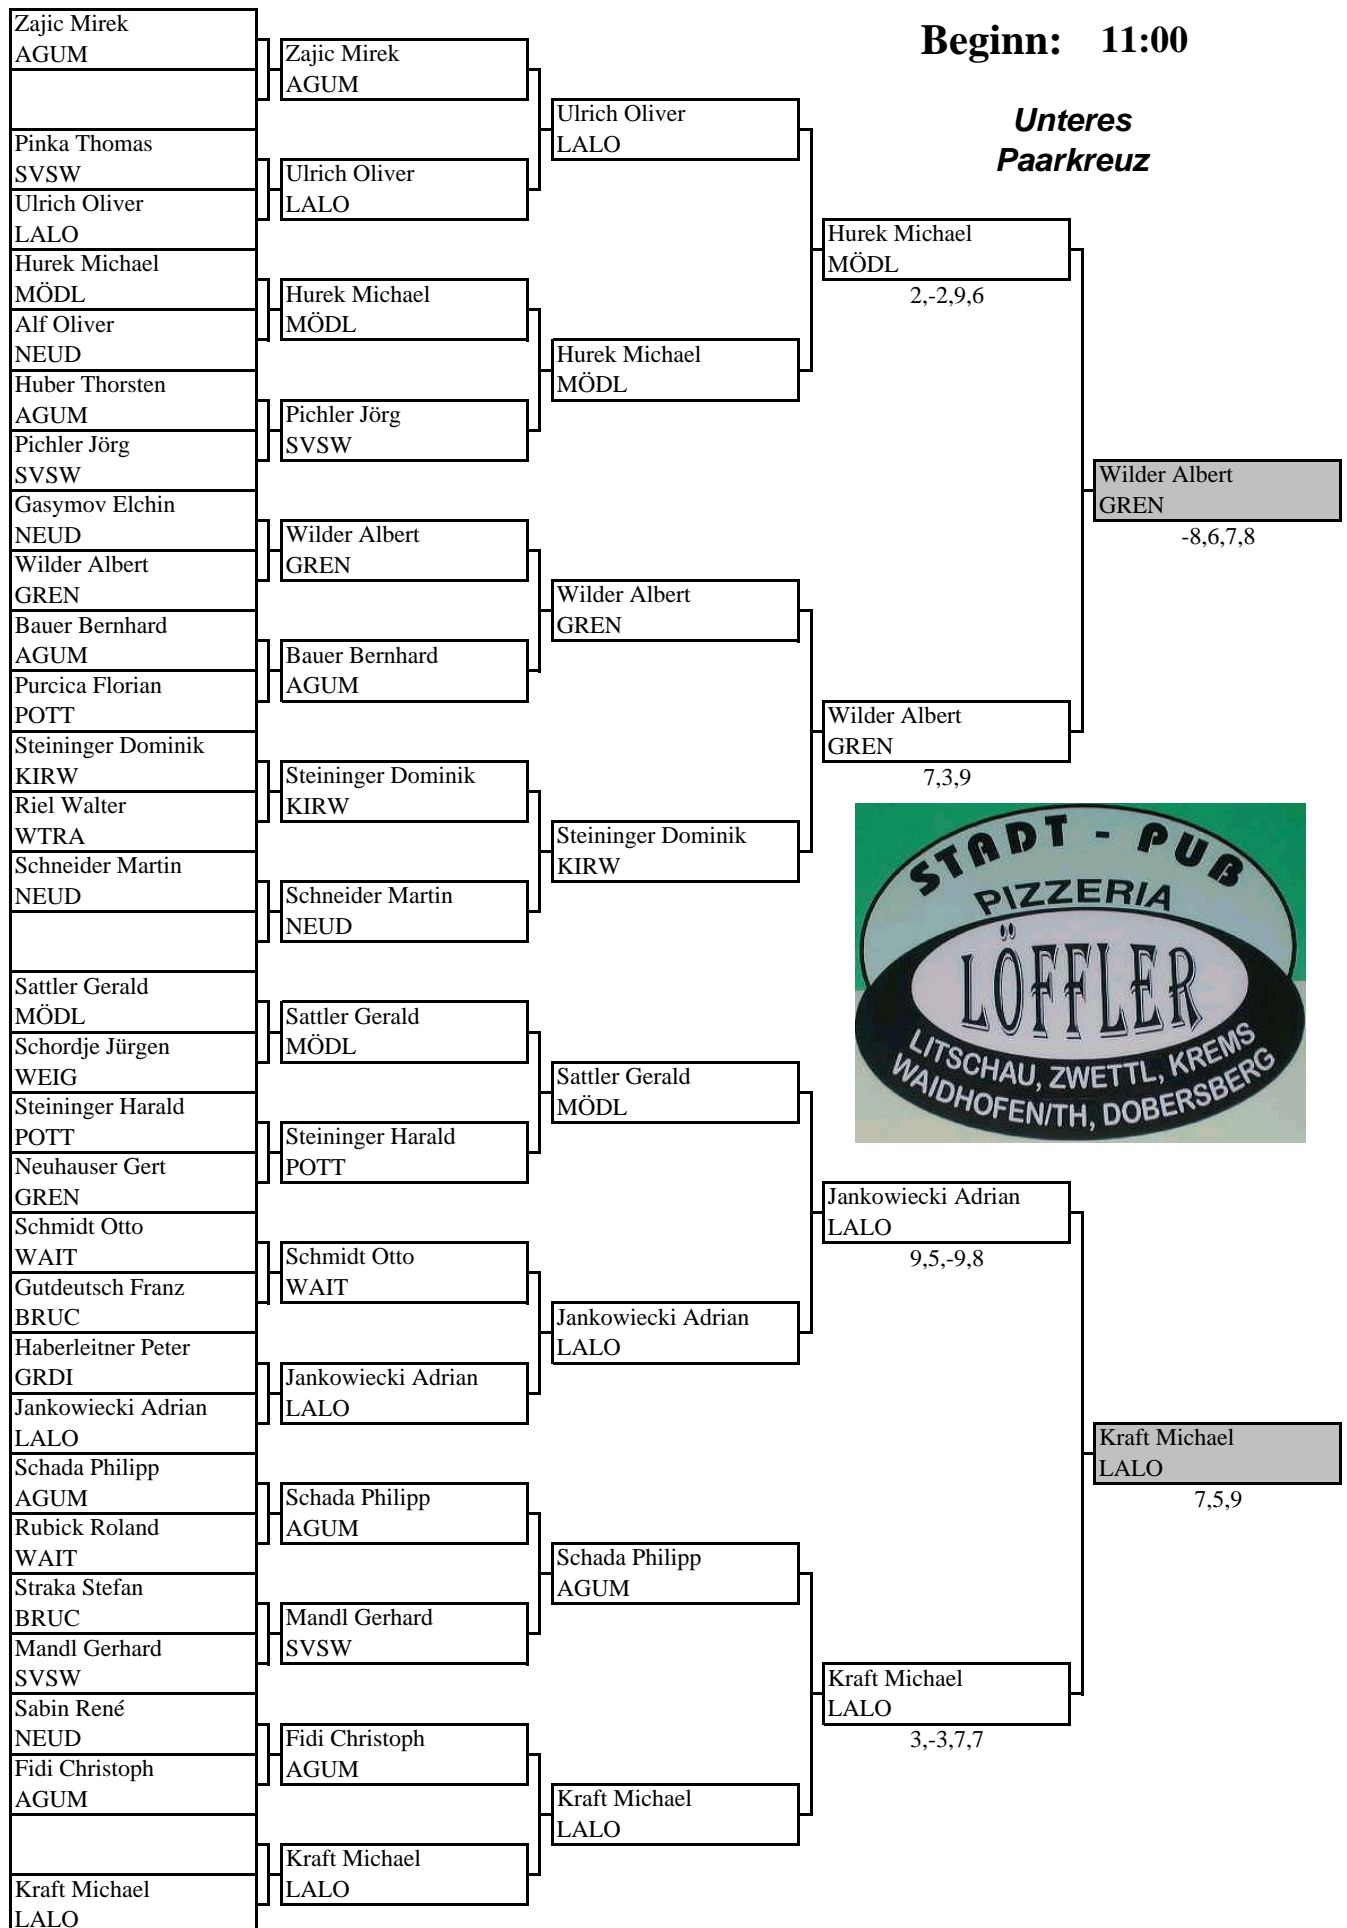 Beginn: 11:00
Unteres
Paarkreuz
Zajic Mirek
AGUM
Pinka Thomas
SVSW
Ulrich Oliver
LALO
Hurek Michael
MÖDL
Alf Oliver
NEUD
Huber Thorsten
AGUM
Pichler Jörg
SVSW
Gasymov Elchin
NEUD
Wilder Albert
GREN
Bauer Bernhard
AGUM
Purcica Florian
POTT
Steininger Dominik
KIRW
Riel Walter
WTRA
Schneider Martin
NEUD
Sattler Gerald
MÖDL
Schordje Jürgen
WEIG
Steininger Harald
POTT
Neuhauser Gert
GREN
Schmidt Otto
WAIT
Gutdeutsch Franz
BRUC
Haberleitner Peter
GRDI
Jankowiecki Adrian
LALO
Schada Philipp
AGUM
Rubick Roland
WAIT
Straka Stefan
BRUC
Mandl Gerhard
SVSW
Sabin René
NEUD
Fidi Christoph
AGUM
Kraft Michael
LALO
Zajic Mirek
AGUM
Ulrich Oliver
LALO
Hurek Michael
MÖDL
Pichler Jörg
SVSW
Wilder Albert
GREN
Bauer Bernhard
AGUM
Steininger Dominik
KIRW
Schneider Martin
NEUD
Sattler Gerald
MÖDL
Steininger Harald
POTT
Schmidt Otto
WAIT
Jankowiecki Adrian
LALO
Schada Philipp
AGUM
Mandl Gerhard
SVSW
Fidi Christoph
AGUM
Kraft Michael
LALO
Ulrich Oliver
LALO
Hurek Michael
MÖDL
Wilder Albert
GREN
Steininger Dominik
KIRW
Sattler Gerald
MÖDL
Jankowiecki Adrian
LALO
Schada Philipp
AGUM
Kraft Michael
LALO
Hurek Michael
MÖDL
2,-2,9,6
Wilder Albert
GREN
7,3,9
Jankowiecki Adrian
LALO
9,5,-9,8
Kraft Michael
LALO
3,-3,7,7
Wilder Albert
GREN
-8,6,7,8
Kraft Michael
LALO
7,5,9
STADT - PUB
PIZZERIA
LÖFFLER
LITSCHAU, ZWETTL, KREMS
WAIDHOFEN/TH, DOBERSBERG